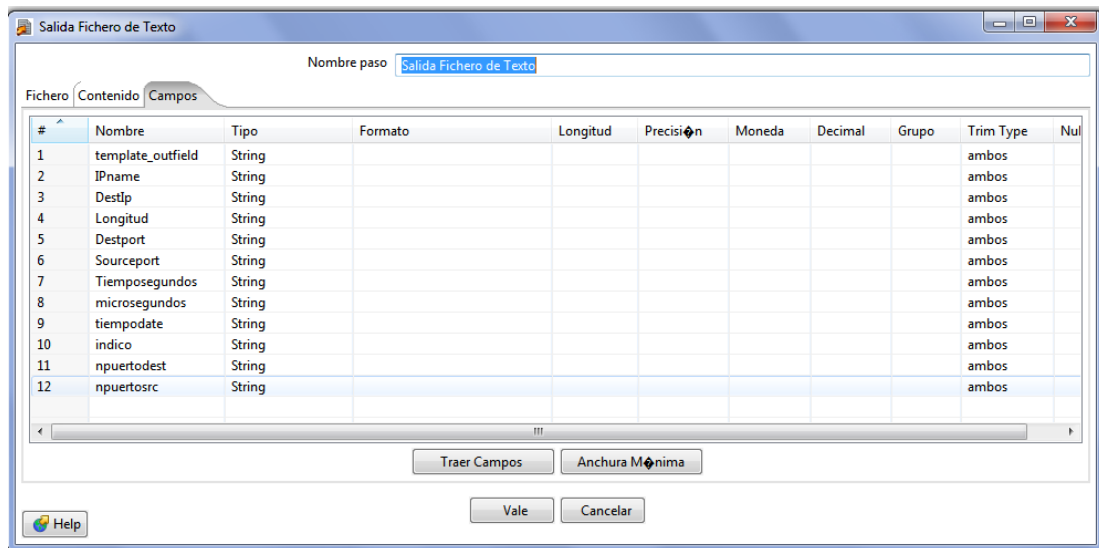 Salida Fichero de Texto
Nombre paso Salida Fichero de Texto
Fichero Contenido Campos
# Nombre Tipo Formato Longitud Precisi�n Moneda Decimal Grupo Trim Type Nul
1 template_outfield String ambos
2 IPname String ambos
3 DestIp String ambos
4 Longitud String ambos
5 Destport String ambos
6 Sourceport String ambos
7 Tiemposegundos String ambos
8 microsegundos String ambos
9 tiempodate String ambos
10 indico String ambos
11 npuertodest String ambos
12 npuertosrc String ambos
Traer Campos Anchura M�nima
Vale Cancelar
Help